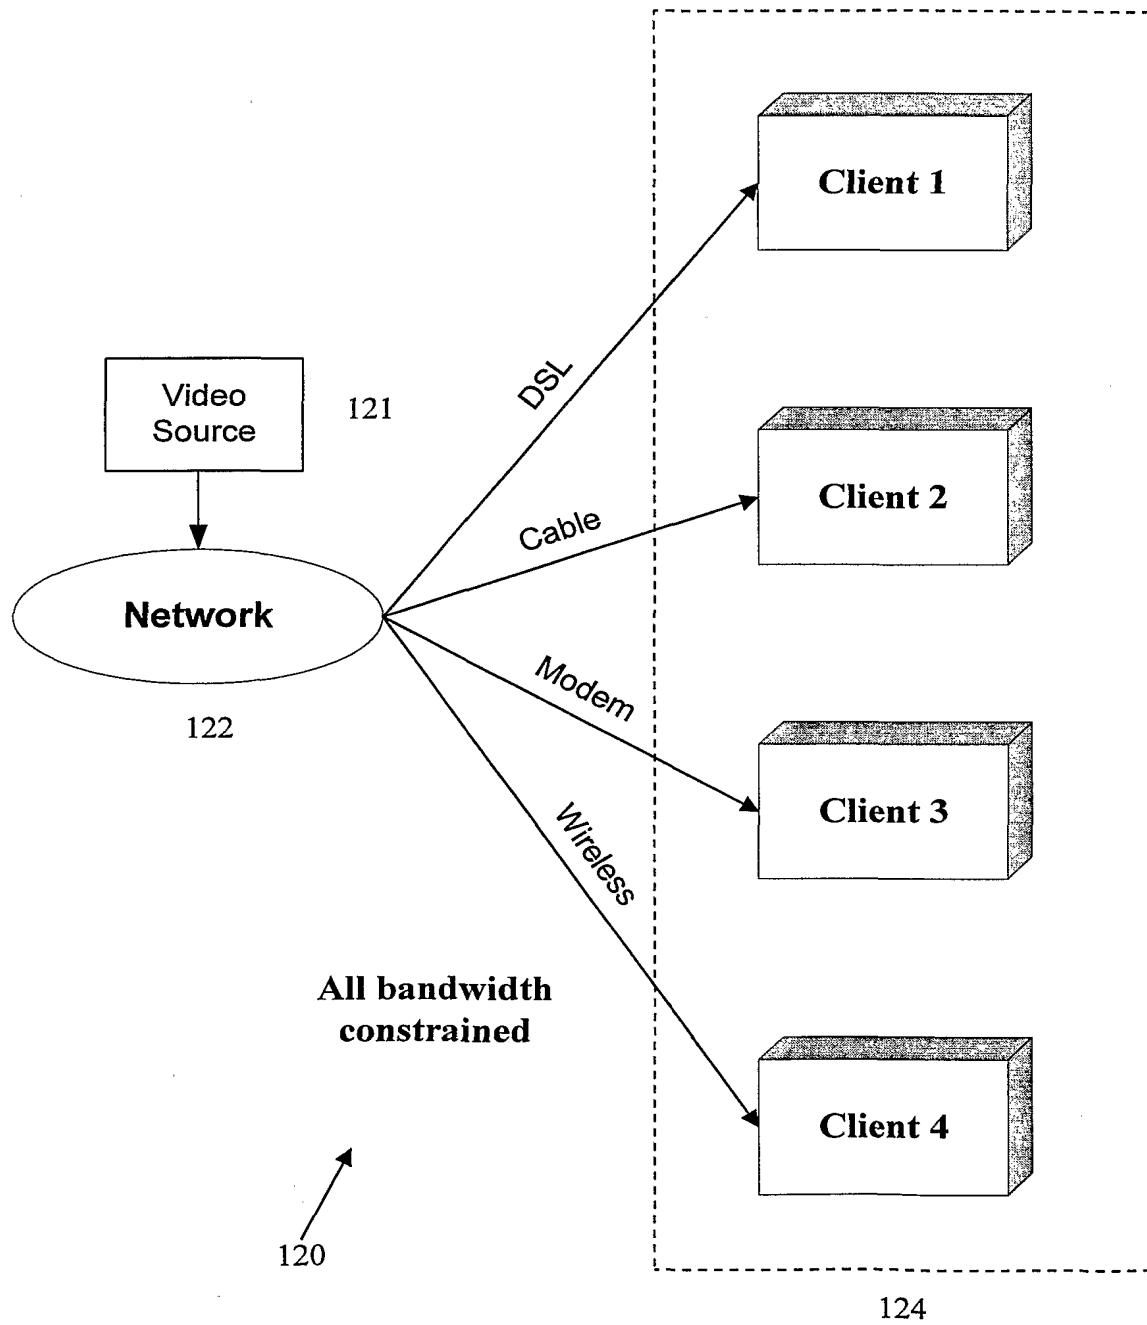 Client 1
DSL
Video
Source
121
Client 2
Cable
Network
122
Modem
Client 3
Wireless
All bandwidth
constrained
Client 4
120
124